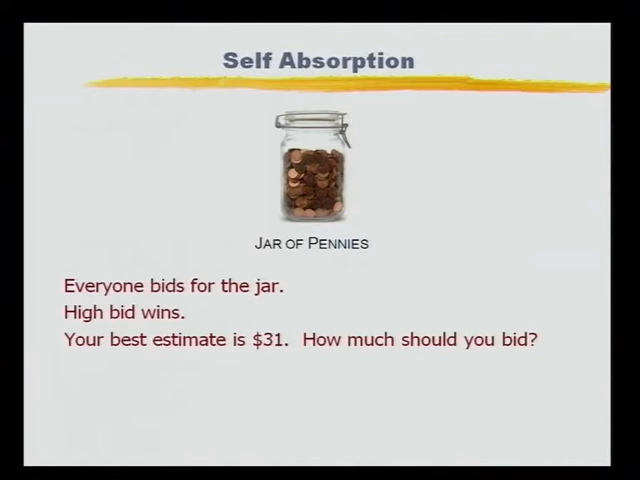 Self Absorption
JAR OF PENNIES
Everyone bids for the jar.
High bid wins.
Your best estimate is $31. How much should you bid?